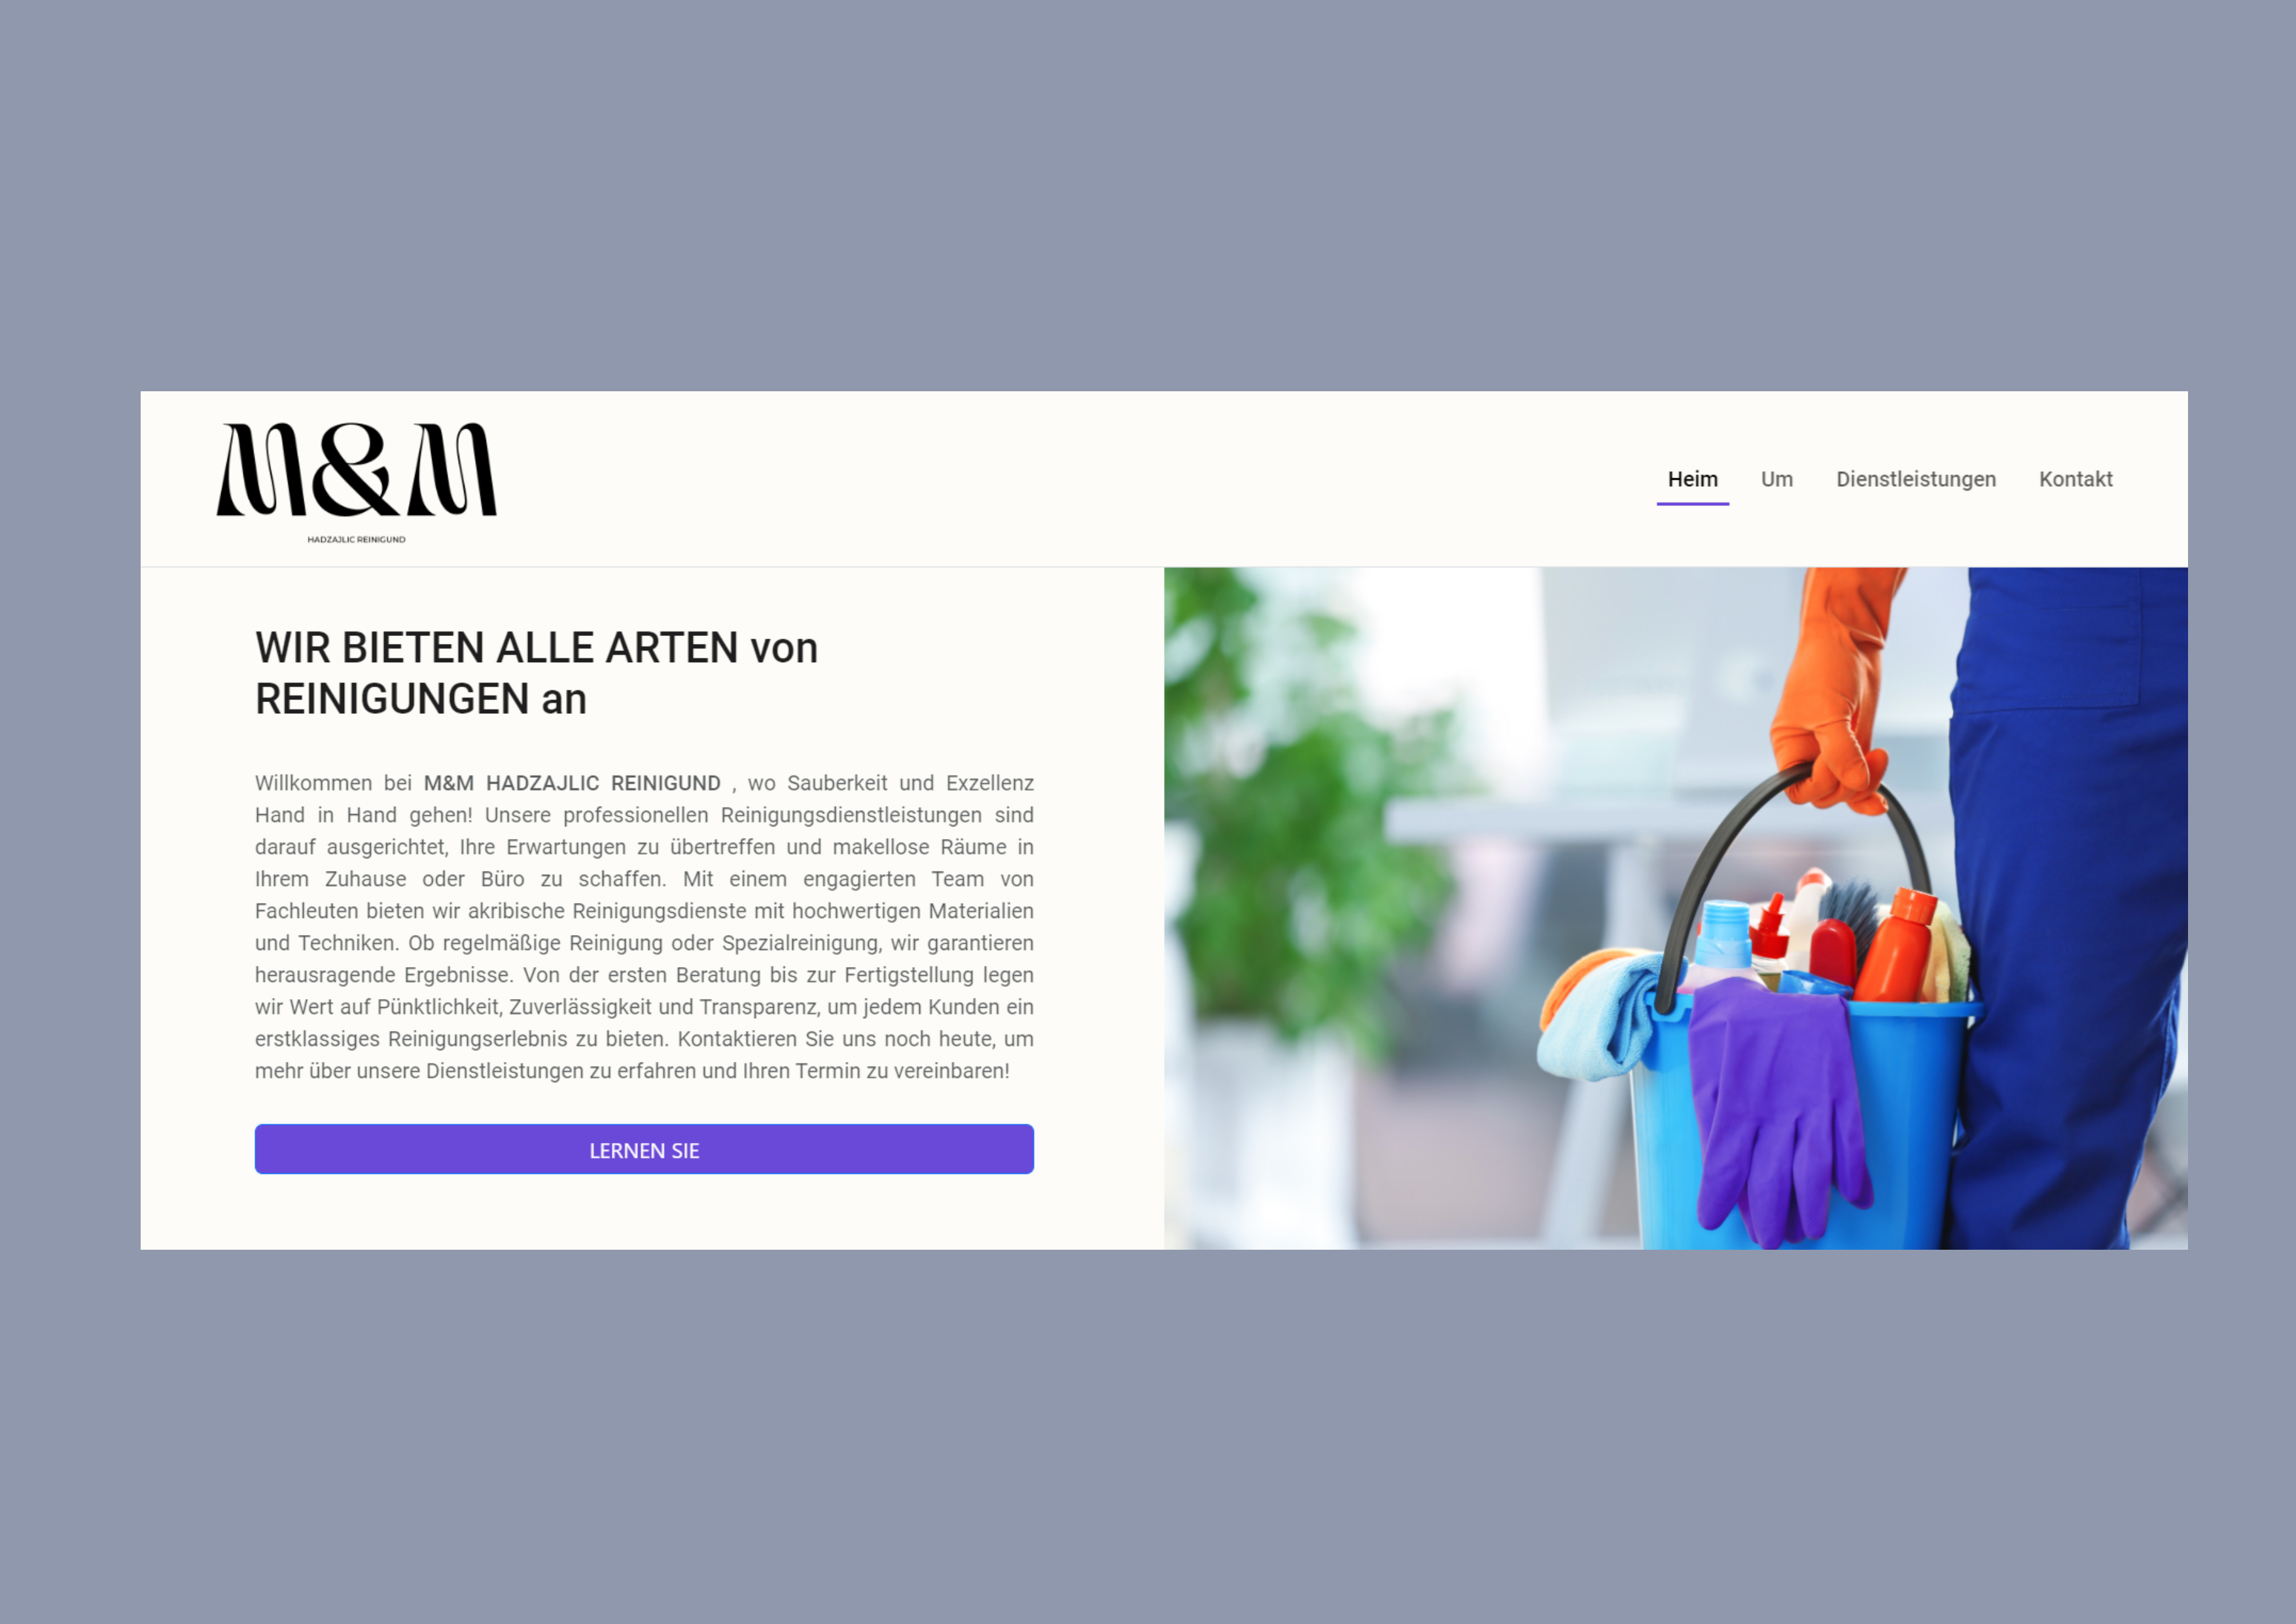 M&M
HADZAJLIC REINIGUND
Heim Um Dienstleistungen Kontakt
WIR BIETEN ALLE ARTEN von
REINIGUNGEN an
Willkommen bei M&M HADZAJLIC REINIGUND , wo Sauberkeit und Exzellenz
Hand in Hand gehen! Unsere professionellen Reinigungsdienstleistungen sind
darauf ausgerichtet, Ihre Erwartungen zu übertreffen und makellose Räume in
Ihrem Zuhause oder Büro zu schaffen. Mit einem engagierten Team von
Fachleuten bieten wir akribische Reinigungsdienste mit hochwertigen Materialien
und Techniken. Ob regelmäßige Reinigung oder Spezialreinigung, wir garantieren
herausragende Ergebnisse. Von der ersten Beratung bis zur Fertigstellung legen
wir Wert auf Pünktlichkeit, Zuverlässigkeit und Transparenz, um jedem Kunden ein
erstklassiges Reinigungserlebnis zu bieten. Kontaktieren Sie uns noch heute, um
mehr über unsere Dienstleistungen zu erfahren und Ihren Termin zu vereinbaren!
LERNEN SIE